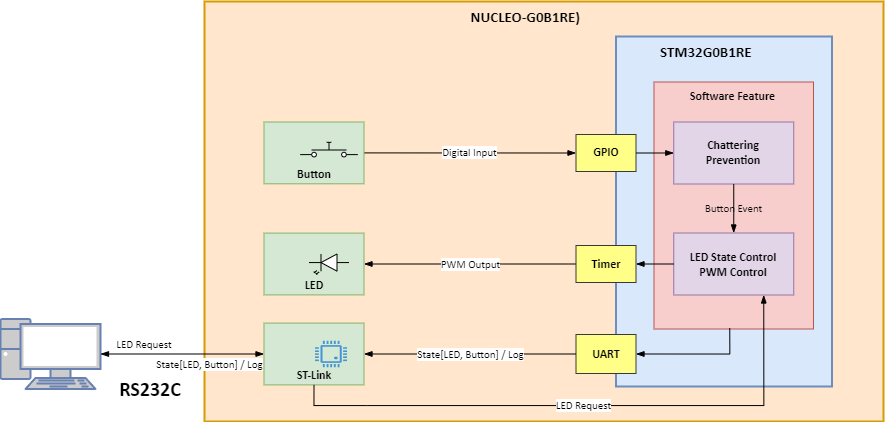 NUCLEO-G0B1RE)
STM32G0B1RE
Software Feature
Button
Digital Input
GPIO
Chattering
Prevention
Button Event
LED
PWM Output
Timer
LED State Control
PWM Control
LED Request
State[LED, Button] / Log
RS232C
ST-Link
State[LED, Button] / Log
UART
LED Request